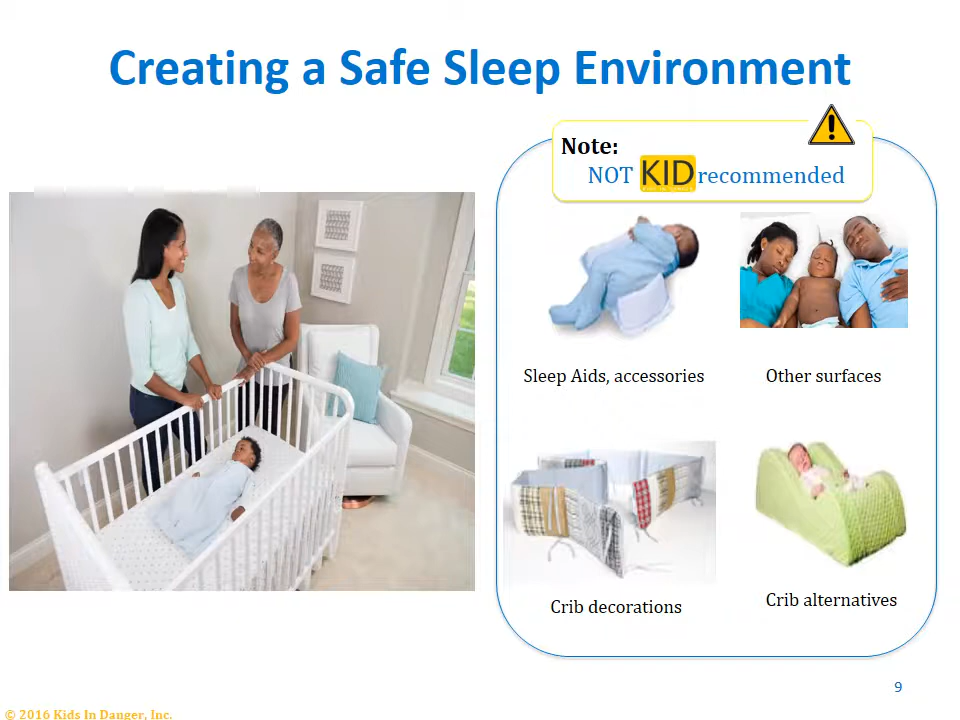 Creating a Safe Sleep Environment
Note:
NOT KID recommended
Sleep Aids, accessories
Other surfaces
Crib decorations
Crib alternatives
9
© 2016 Kids In Danger, Inc.